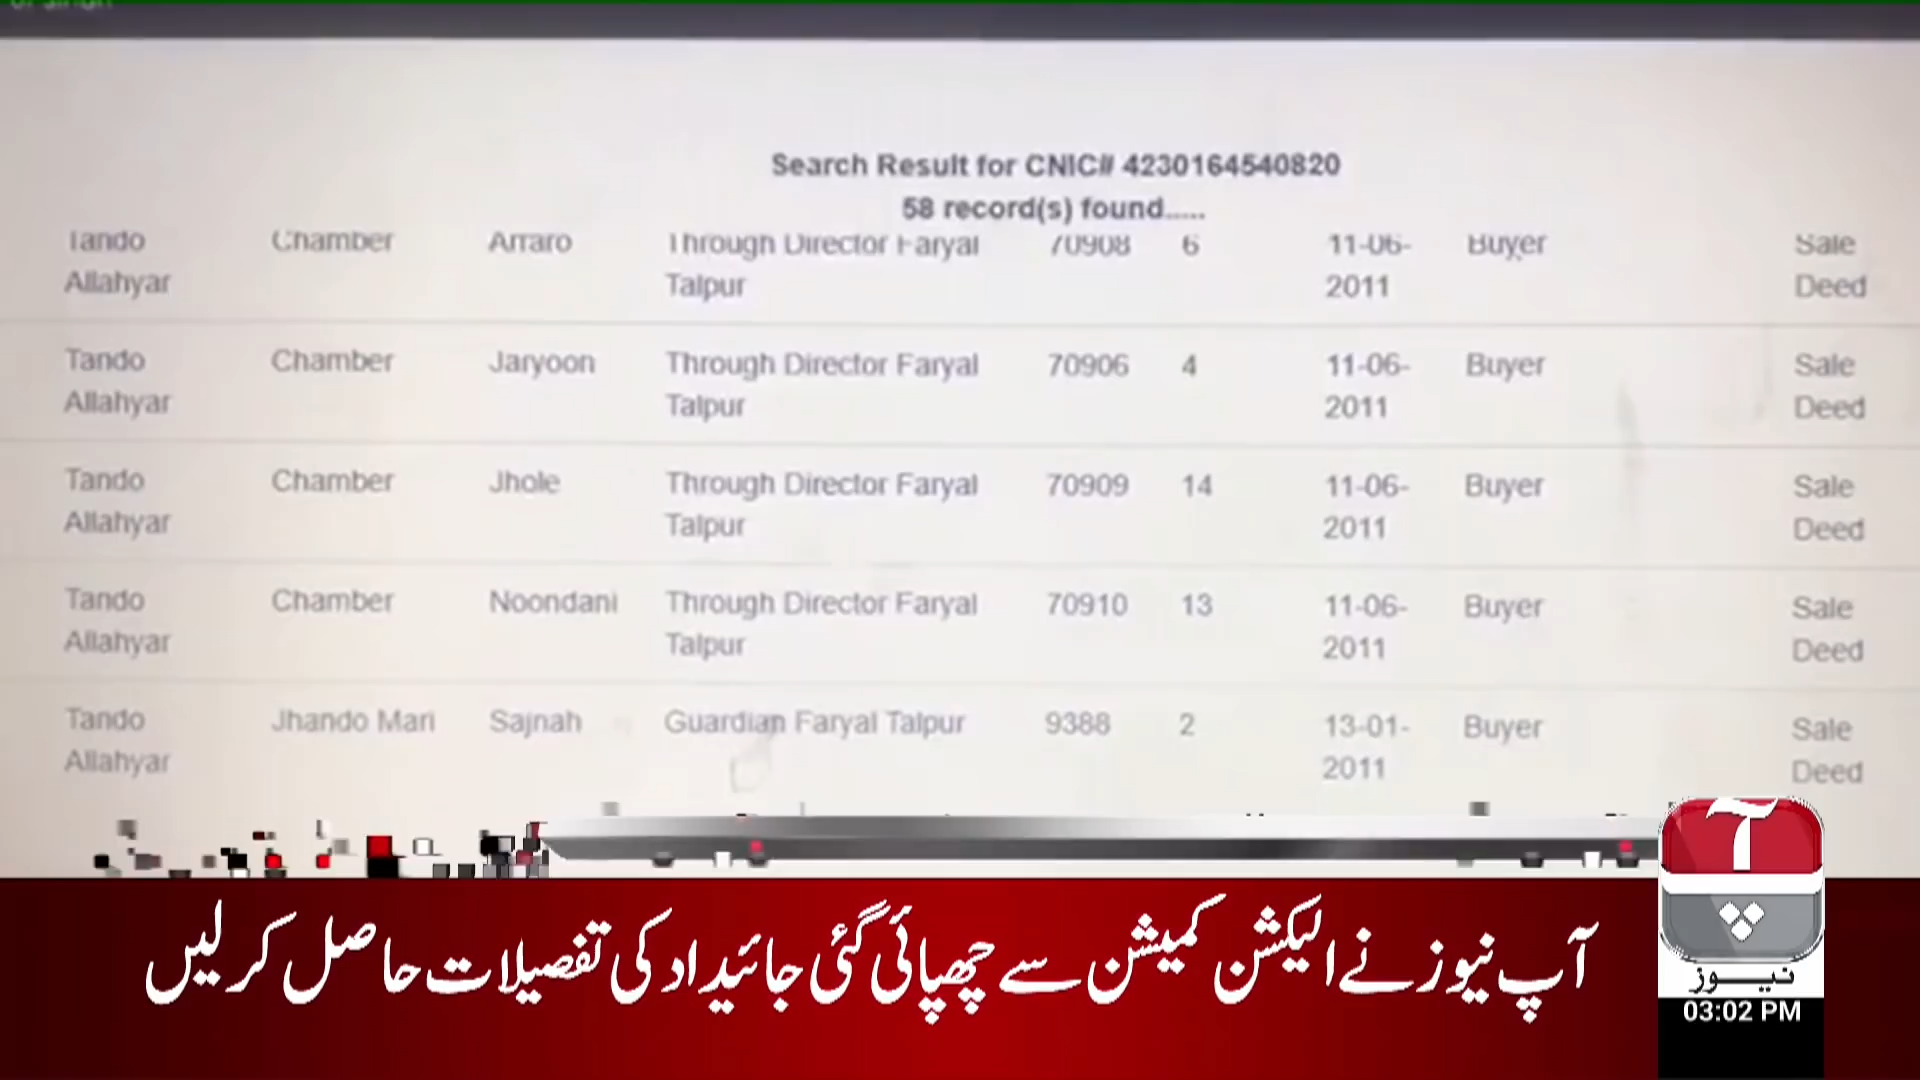 Search Result for CNIC# 4230164540820
58 record(s) found.....
Tando Allahyar Chamber Arraro Through Director Faryal Talpur 70908 6 11-06-2011 Buyer Sale Deed
Tando Allahyar Chamber Jaryoon Through Director Faryal Talpur 70906 4 11-06-2011 Buyer Sale Deed
Tando Allahyar Chamber Jhole Through Director Faryal Talpur 70909 14 11-06-2011 Buyer Sale Deed
Tando Allahyar Chamber Noondani Through Director Faryal Talpur 70910 13 11-06-2011 Buyer Sale Deed
Tando Allahyar Jhando Mari Sajnah Guardian Faryal Talpur 9388 2 13-01-2011 Buyer Sale Deed
آپ نیوز نے الیکشن کمیشن سے چھپائی گئی جائیداد کی تفصیلات حاصل کر لیں
آپ
نیوز
03:02 PM